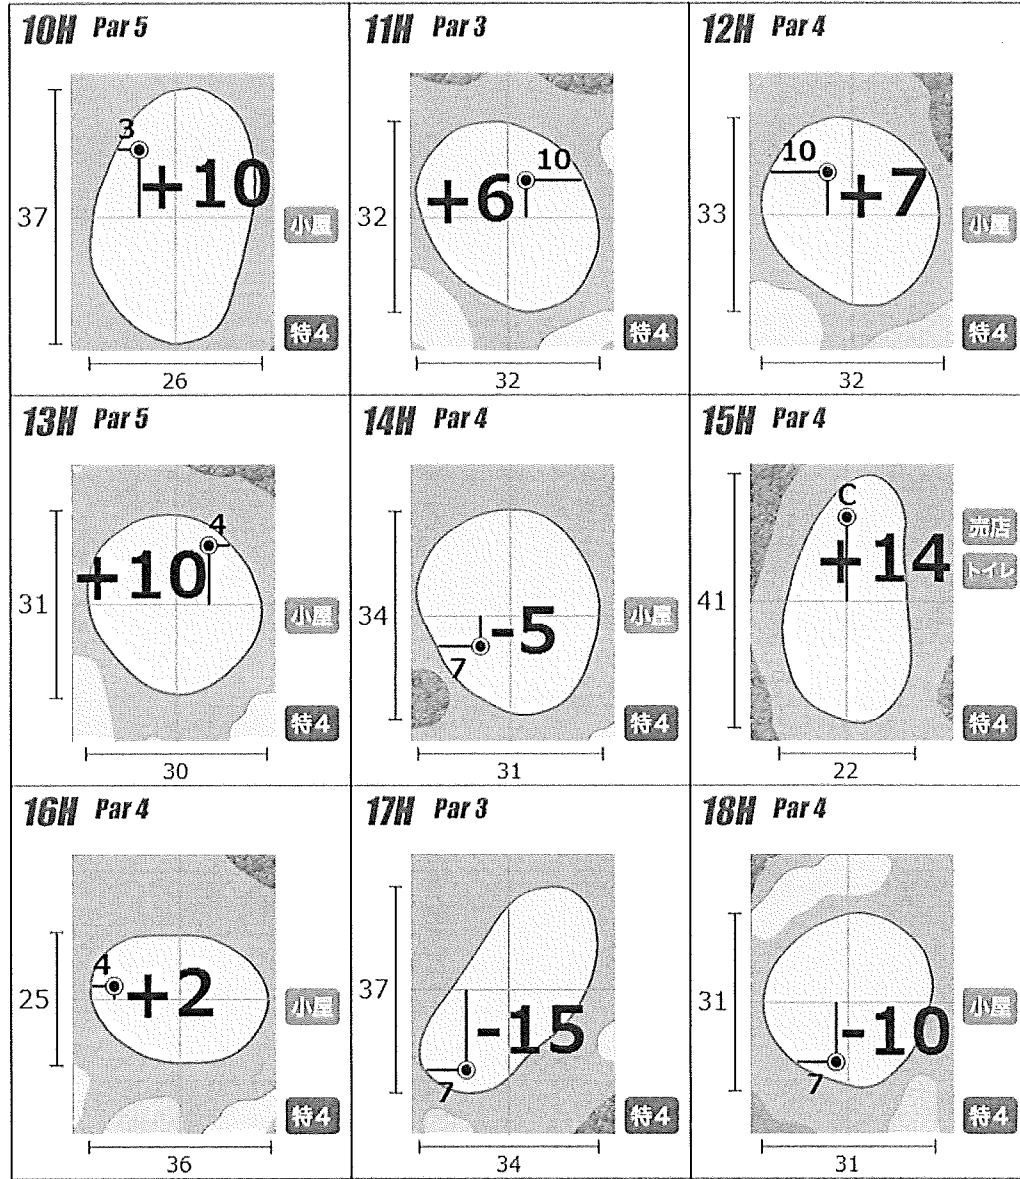 10H Par 5
3
+10
37
小屋
特4
26
11H Par 3
10
+6
32
特4
32
12H Par 4
10
+7
33
小屋
特4
32
13H Par 5
4
+10
31
小屋
特4
30
14H Par 4
-5
34
小屋
7
特4
31
15H Par 4
C
売店
+14
トイレ
41
特4
22
16H Par 4
4
+2
25
小屋
特4
36
17H Par 3
37
-15
7
特4
34
18H Par 4
31
小屋
-10
7
特4
31